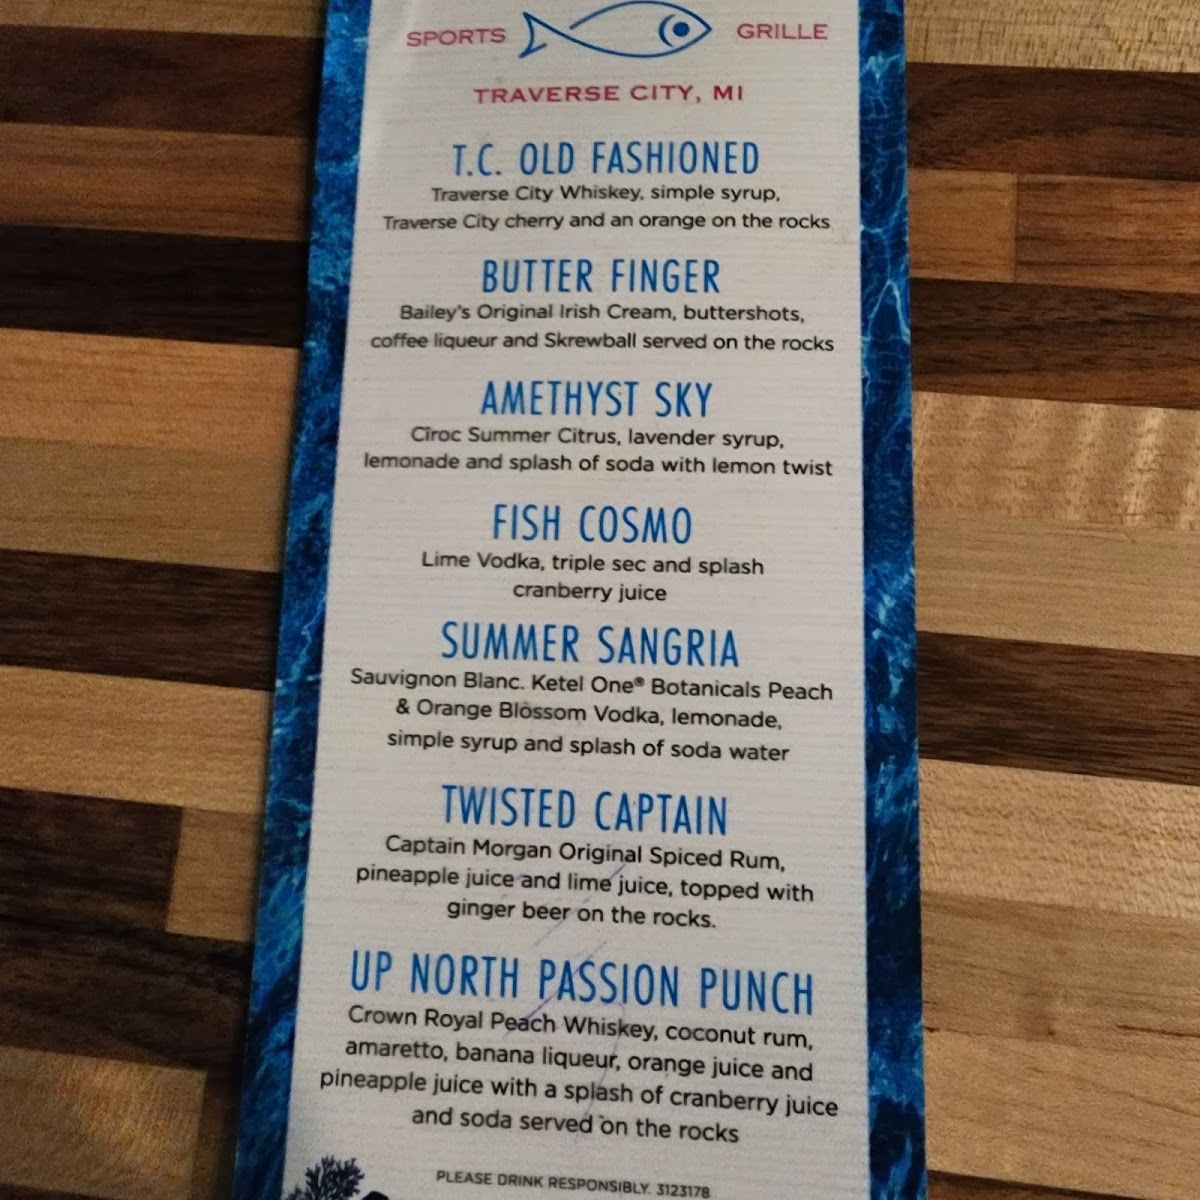 SPORTS GRILLE
TRAVERSE CITY, MI
T.C. OLD FASHIONED
Traverse City Whiskey, simple syrup,
Traverse City cherry and an orange on the rocks
BUTTER FINGER
Bailey's Original Irish Cream, buttershots,
coffee liqueur and Skrewball served on the rocks
AMETHYST SKY
Cîroc Summer Citrus, lavender syrup,
lemonade and splash of soda with lemon twist
FISH COSMO
Lime Vodka, triple sec and splash
cranberry juice
SUMMER SANGRIA
Sauvignon Blanc. Ketel One® Botanicals Peach
& Orange Blossom Vodka, lemonade,
simple syrup and splash of soda water
TWISTED CAPTAIN
Captain Morgan Original Spiced Rum,
pineapple juice and lime juice, topped with
ginger beer on the rocks.
UP NORTH PASSION PUNCH
Crown Royal Peach Whiskey, coconut rum,
amaretto, banana liqueur, orange juice and
pineapple juice with a splash of cranberry juice
and soda served on the rocks
PLEASE DRINK RESPONSIBLY. 3123178